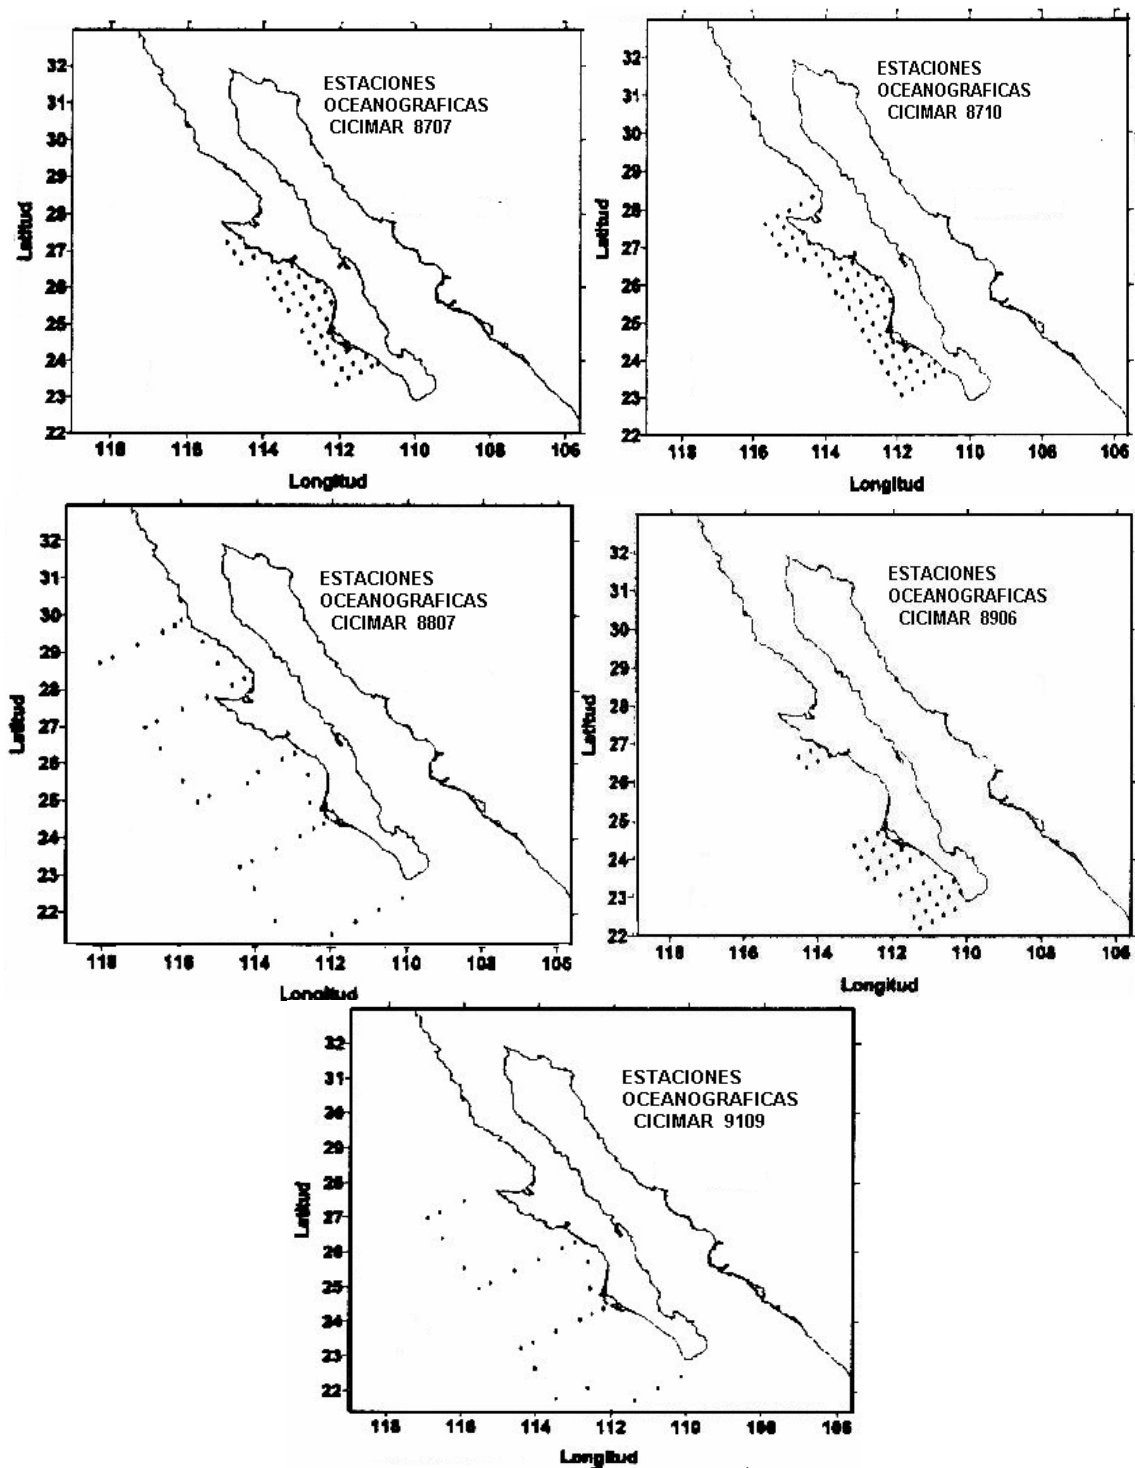 ESTACIONES
OCEANOGRAFICAS
CICIMAR 8707
32
31
30
29
28
27
26
25
24
23
22
Latitud
118 116 114 112 110 108 106
Longitud
ESTACIONES
OCEANOGRAFICAS
CICIMAR 8710
32
31
30
29
28
27
26
25
24
23
22
Latitud
118 116 114 112 110 108 106
Longitud
ESTACIONES
OCEANOGRAFICAS
CICIMAR 8807
32
31
30
29
28
27
26
25
24
23
22
Latitud
118 116 114 112 110 108 106
Longitud
ESTACIONES
OCEANOGRAFICAS
CICIMAR 8906
32
31
30
29
28
27
26
25
24
23
22
Latitud
118 116 114 112 110 108 106
Longitud
ESTACIONES
OCEANOGRAFICAS
CICIMAR 9109
32
31
30
29
28
27
26
25
24
23
22
Latitud
118 116 114 112 110 108 106
Longitud